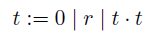 t := 0 | r | t · t